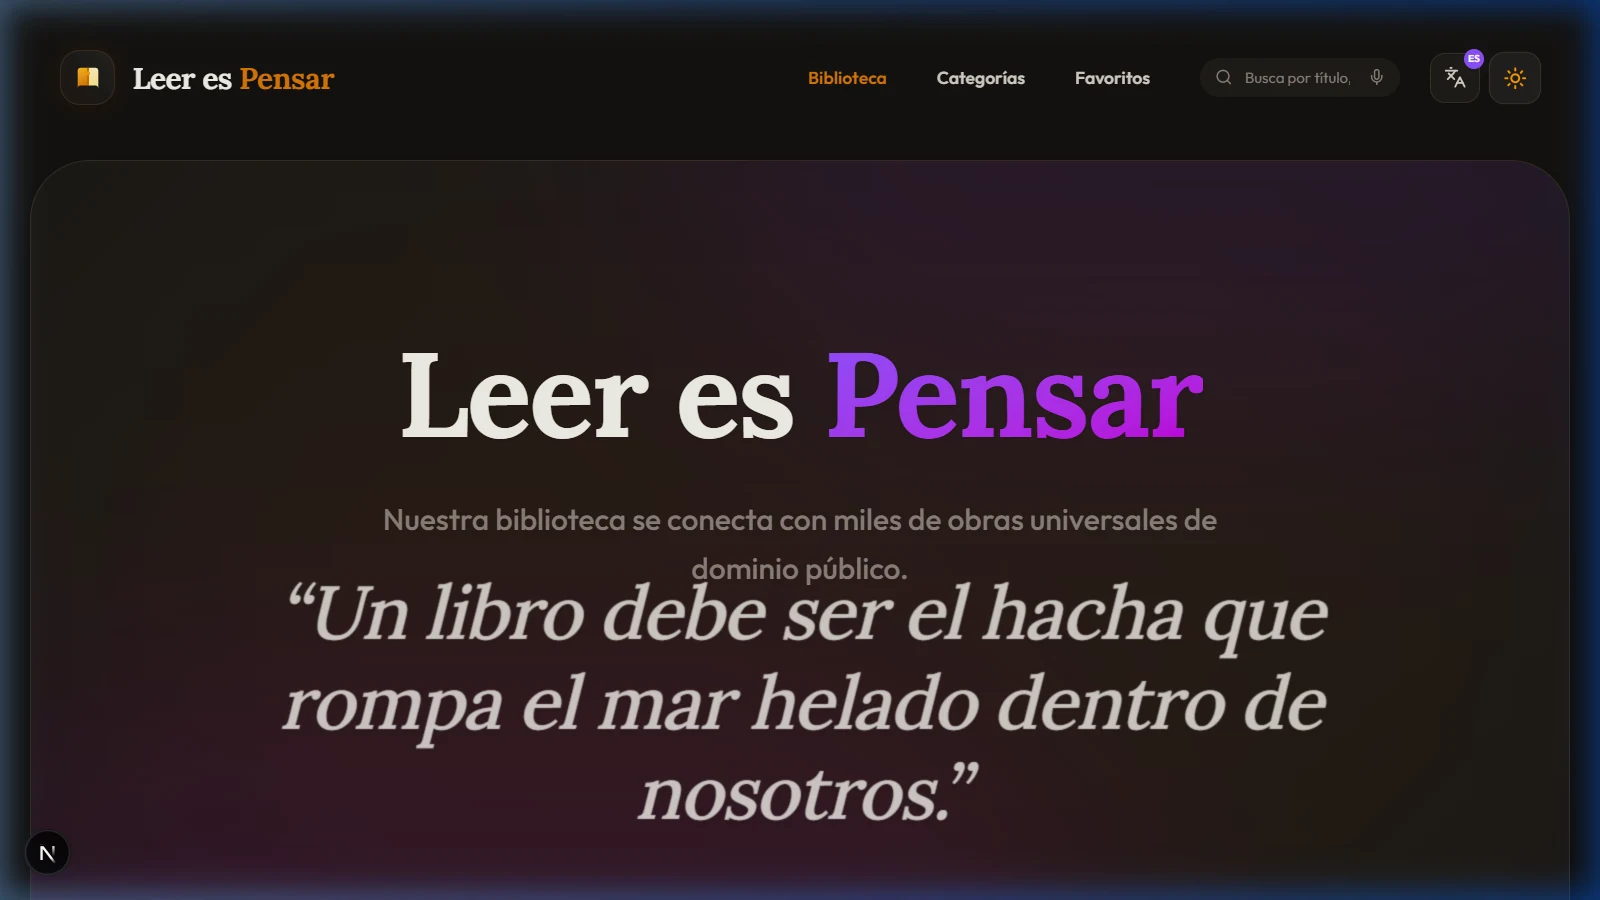 Leer es Pensar
Biblioteca
Categorías
Favoritos
Busca por título,
ES
Leer es Pensar
Nuestra biblioteca se conecta con miles de obras universales de
dominio público.
“Un libro debe ser el hacha que
rompa el mar helado dentro de
nosotros.”
N